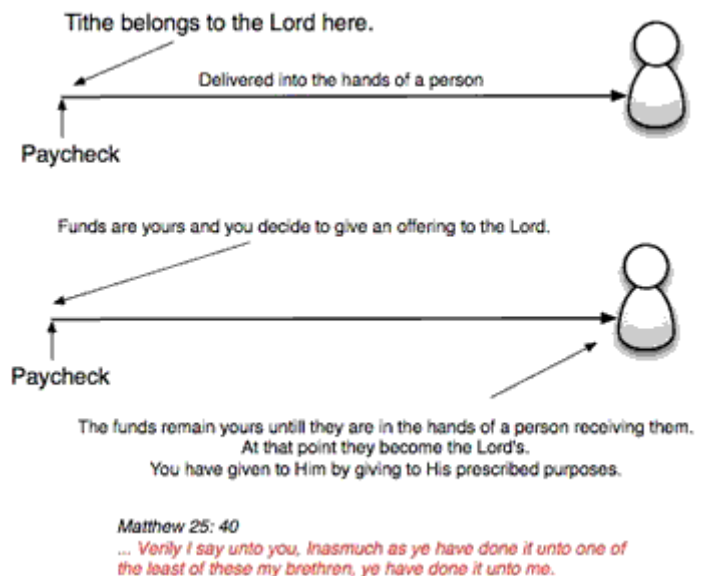 Tithe belongs to the Lord here.
Delivered into the hands of a person
Paycheck
Funds are yours and you decide to give an offering to the Lord.
Paycheck
The funds remain yours untill they are in the hands of a person receiving them.
At that point they become the Lord's.
You have given to Him by giving to His prescribed purposes.
Matthew 25: 40
... Verily I say unto you, Inasmuch as ye have done it unto one of
the least of these my brethren, ye have done it unto me.